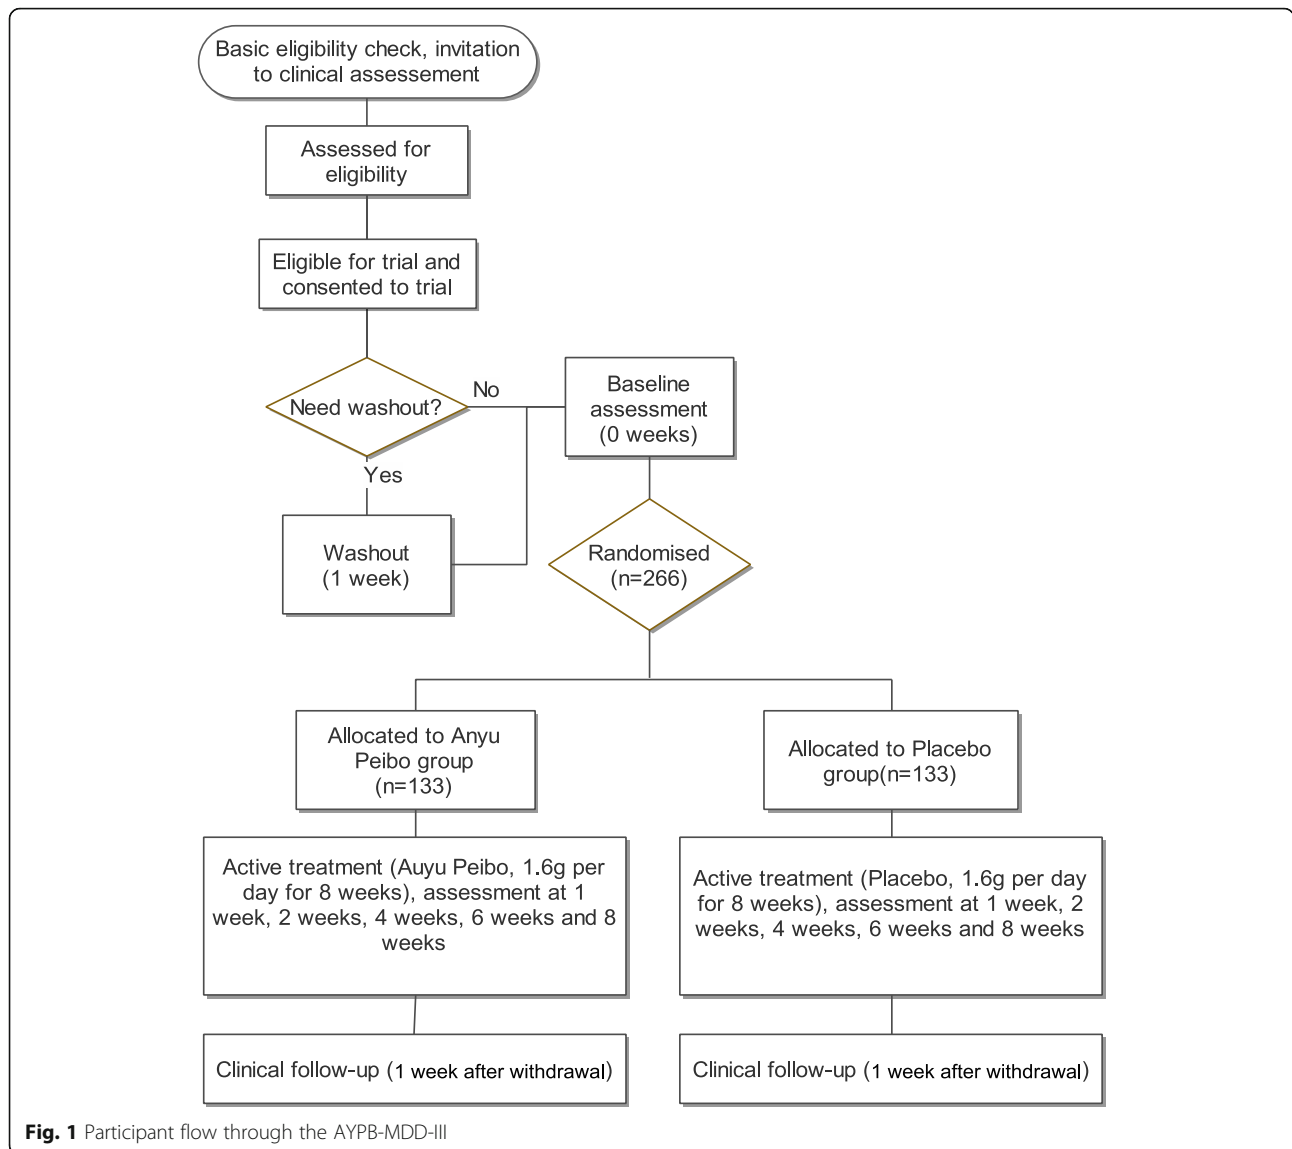 Basic eligibility check, invitation
to clinical assessement
Assessed for
eligibility
Eligible for trial and
consented to trial
Need washout?
No
Yes
Baseline
assessment
(0 weeks)
Washout
(1 week)
Randomised
(n=266)
Allocated to Anyu
Peibo group
(n=133)
Allocated to Placebo
group(n=133)
Active treatment (Auyu Peibo, 1.6g per
day for 8 weeks), assessment at 1
week, 2 weeks, 4 weeks, 6 weeks and 8
weeks
Active treatment (Placebo, 1.6g per day
for 8 weeks), assessment at 1 week, 2
weeks, 4 weeks, 6 weeks and 8 weeks
Clinical follow-up (1 week after withdrawal)
Clinical follow-up (1 week after withdrawal)
Fig. 1 Participant flow through the AYPB-MDD-III